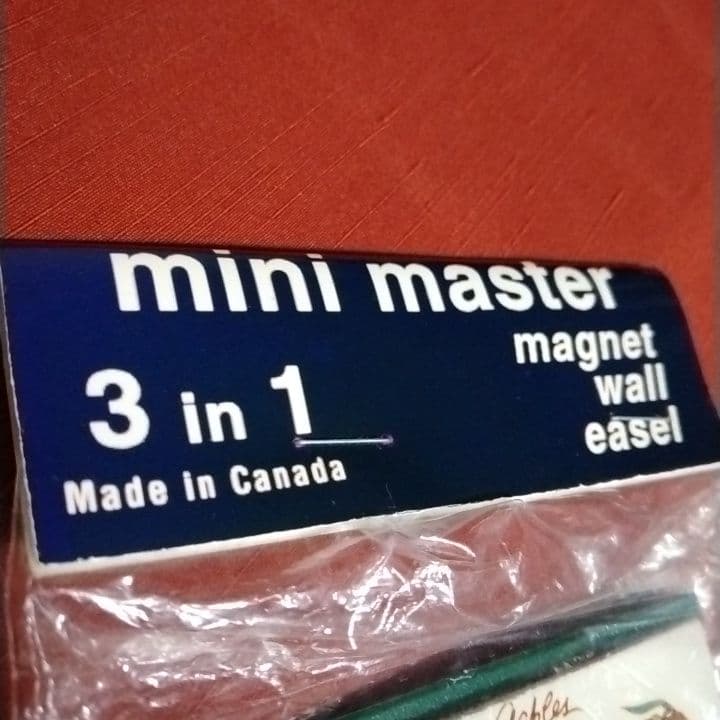 mini master
3 in 1
Made in Canada
magnet
wall
easel